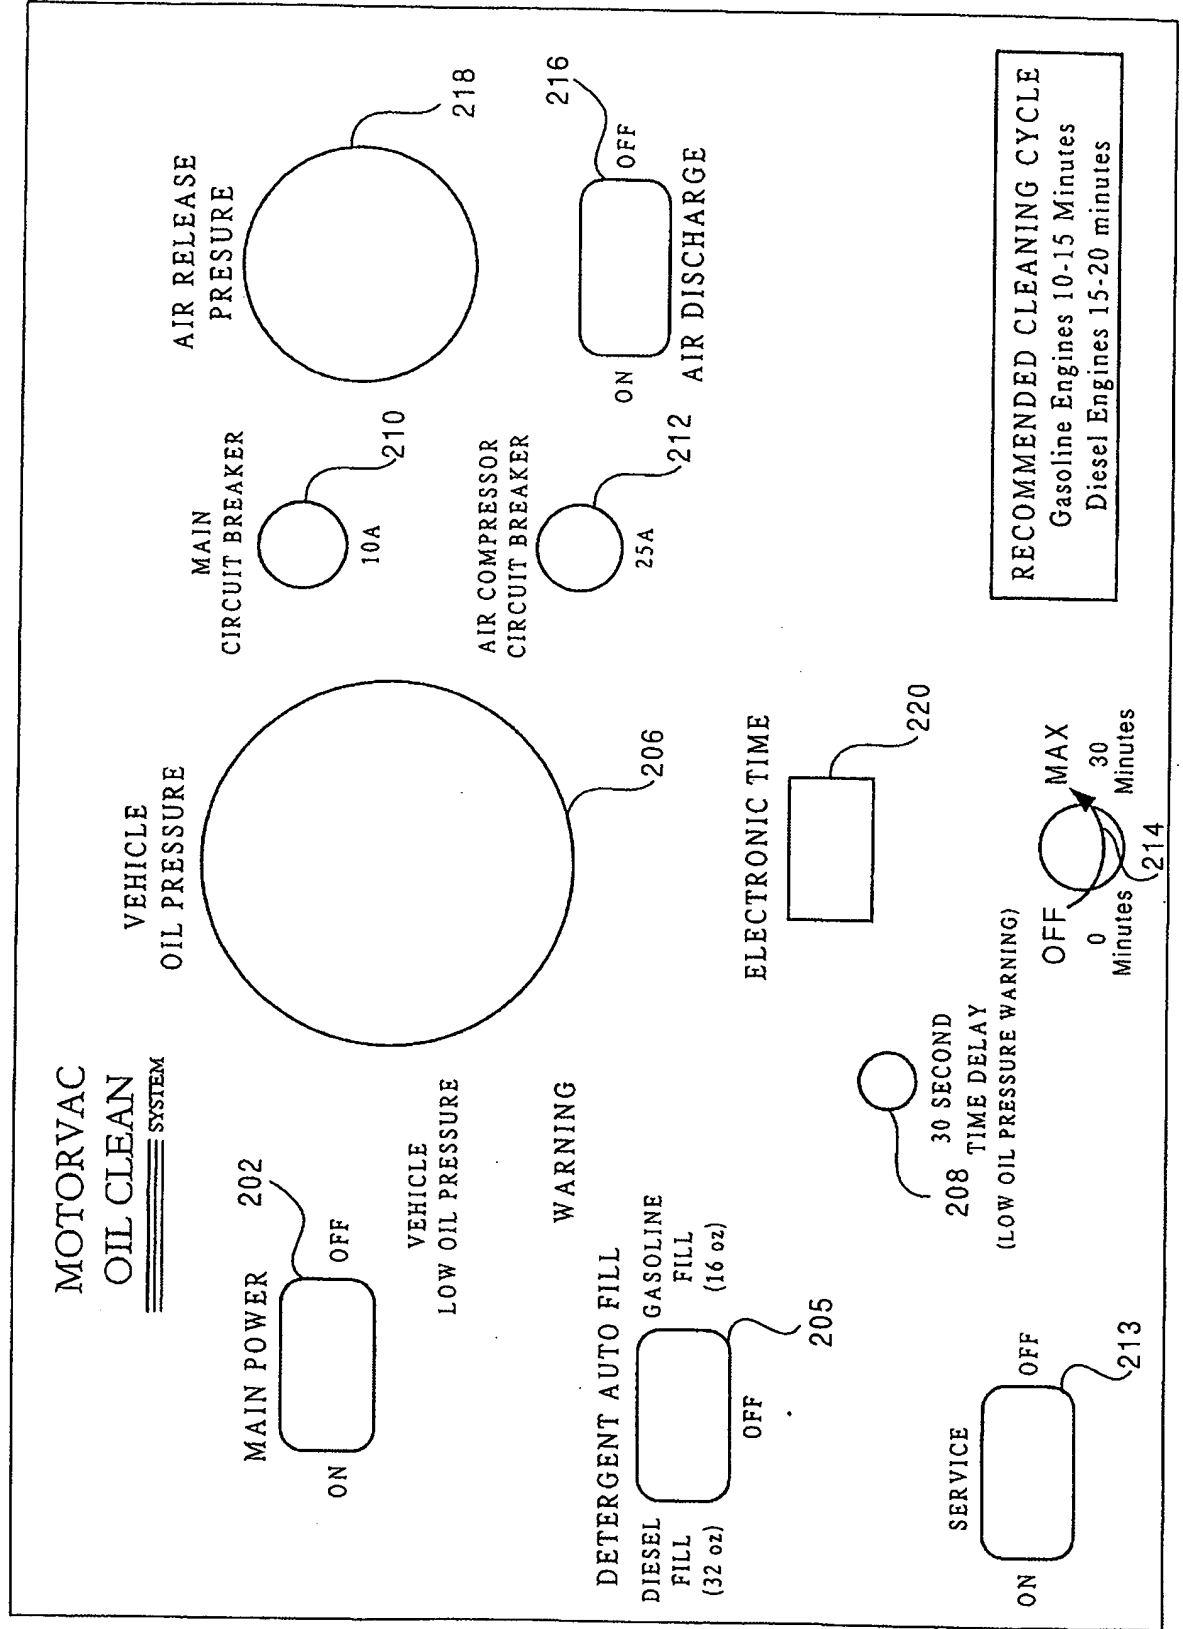 MOTORVAC
OIL CLEAN
SYSTEM
MAIN POWER
202
ON
OFF
VEHICLE
LOW OIL PRESSURE
WARNING
DETERGENT AUTO FILL
DIESEL
FILL
(32 oz)
GASOLINE
FILL
(16 oz)
OFF
205
SERVICE
ON
OFF
213
VEHICLE
OIL PRESSURE
206
ELECTRONIC TIME
220
208
30 SECOND
TIME DELAY
(LOW OIL PRESSURE WARNING)
OFF
0
Minutes
MAX
30
Minutes
214
MAIN
CIRCUIT BREAKER
210
10A
AIR COMPRESSOR
CIRCUIT BREAKER
212
25A
AIR RELEASE
PRESURE
218
216
ON
OFF
AIR DISCHARGE
RECOMMENDED CLEANING CYCLE
Gasoline Engines 10-15 Minutes
Diesel Engines 15-20 minutes